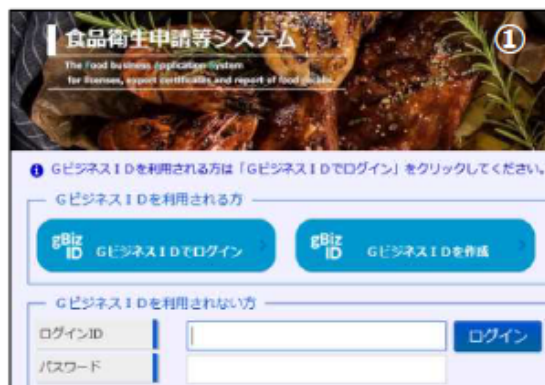 食品衛生申請等システム
①
The Food business Application System
for licenses, export certificates and report of food recalls.
GビジネスIDを利用される方は「GビジネスIDでログイン」をクリックしてください。
GビジネスIDを利用される方
gBiz ID GビジネスIDでログイン
gBiz ID GビジネスIDを作成
GビジネスIDを利用されない方
ログインID
ログイン
パスワード